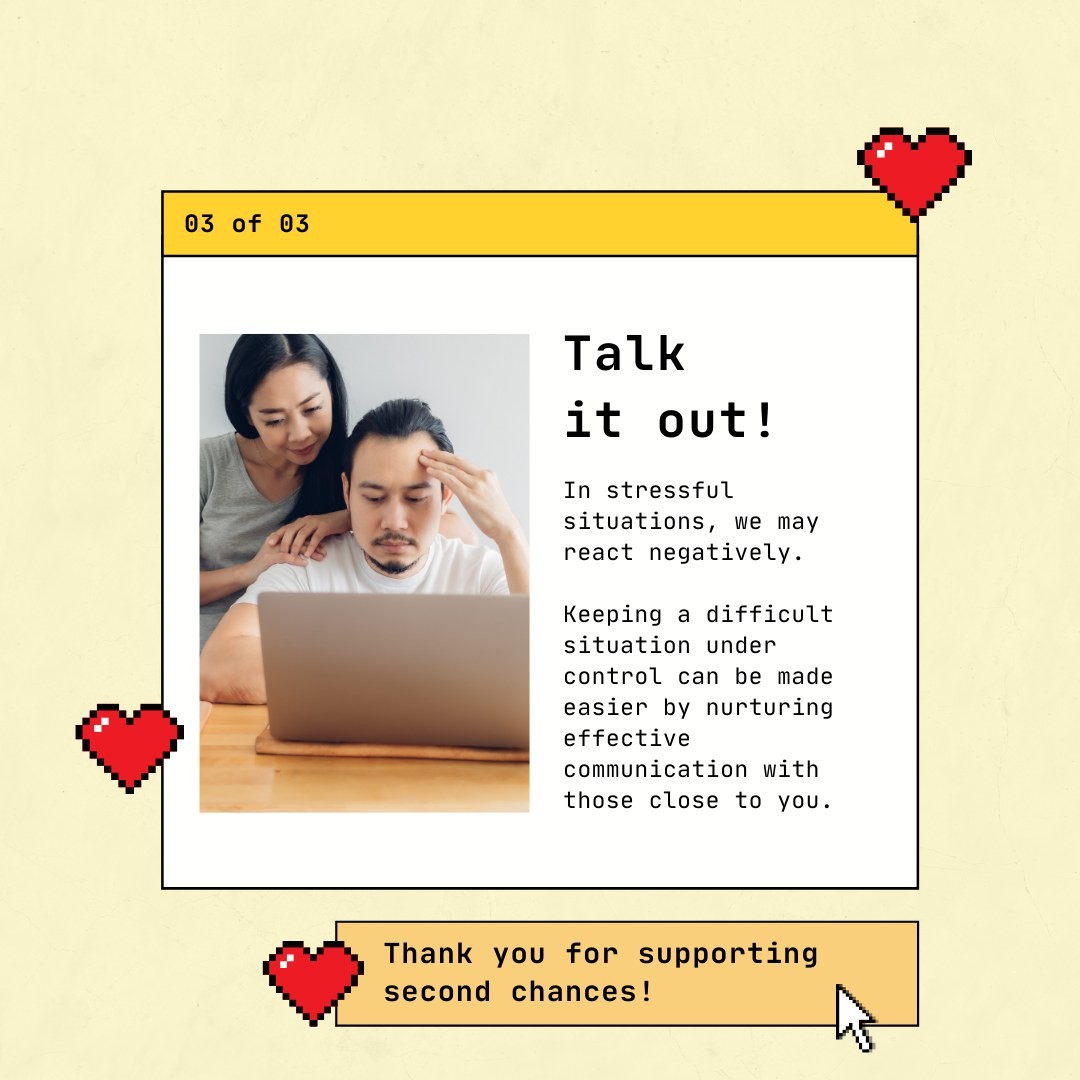 03 of 03
Talk
it out!
In stressful
situations, we may
react negatively.
Keeping a difficult
situation under
control can be made
easier by nurturing
effective
communication with
those close to you.
Thank you for supporting
second chances!